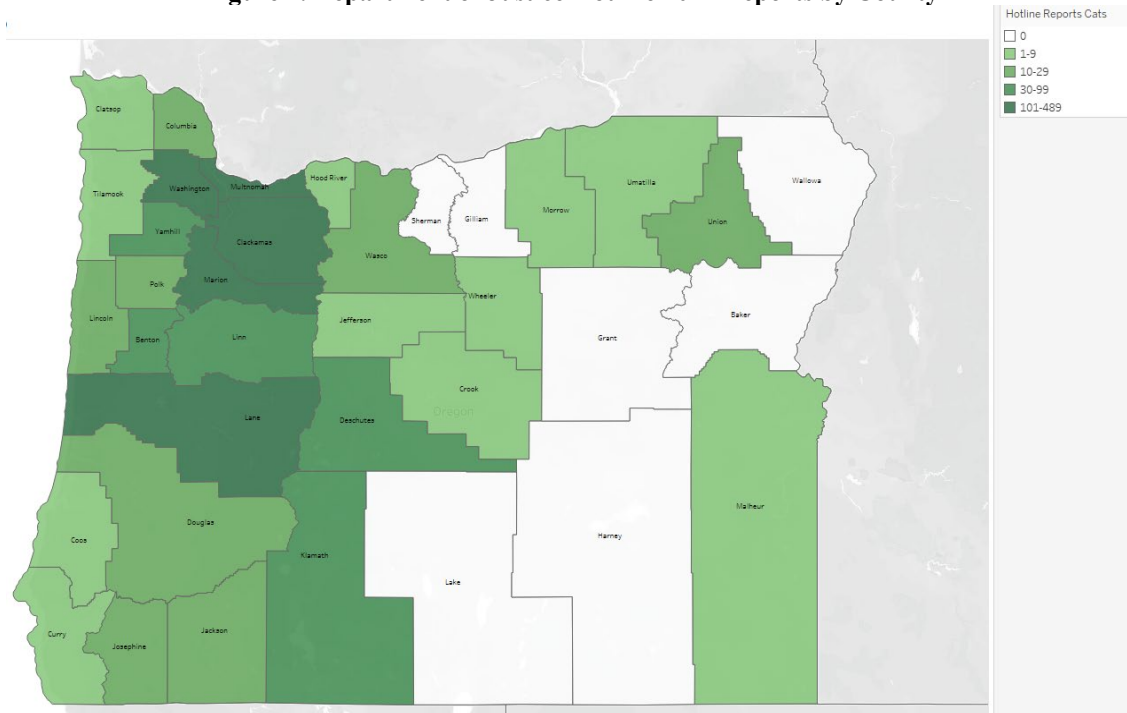 Hotline Reports Cats
0
1-9
10-29
30-99
101-489
Clatsop
Columbia
Tillamook
Washington
Multnomah
Hood River
Sherman
Gilliam
Morrow
Umatilla
Union
Wallowa
Yamhill
Clackamas
Wasco
Polk
Marion
Wheeler
Lincoln
Benton
Linn
Jefferson
Grant
Baker
Lane
Deschutes
Crook
Oregon
Coos
Douglas
Klamath
Lake
Harney
Malheur
Curry
Josephine
Jackson